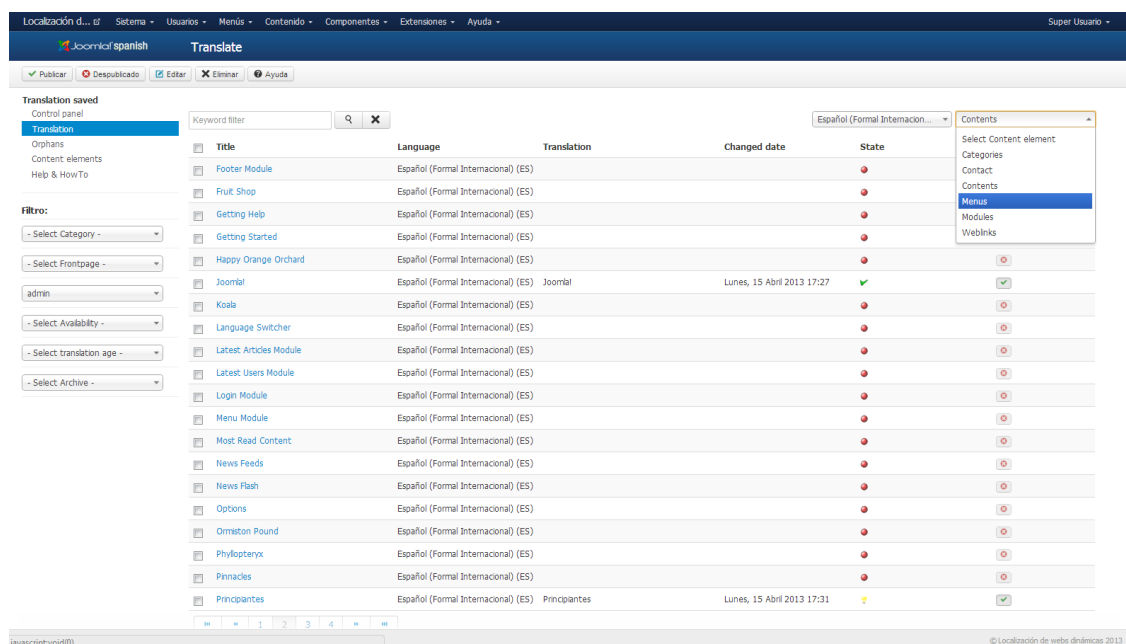 Localización d... Sistema Usuarios Menús Contenido Componentes Extensiones Ayuda Super Usuario
Joomla! spanish Translate
Publicar Despublicado Editar Eliminar Ayuda
Translation saved
Control panel
Translation
Orphans
Content elements
Help & HowTo
Filtro:
- Select Category -
- Select Frontpage -
admin
- Select Availability -
- Select translation age -
- Select Archive -
Keyword filter Español (Formal Internacion... Contents
Select Content element
Categories
Contact
Contents
Menus
Modules
Weblinks
Title Language Translation Changed date State
Footer Module Español (Formal Internacional) (ES)
Fruit Shop Español (Formal Internacional) (ES)
Getting Help Español (Formal Internacional) (ES)
Getting Started Español (Formal Internacional) (ES)
Happy Orange Orchard Español (Formal Internacional) (ES)
Joomla! Español (Formal Internacional) (ES) Joomla! Lunes, 15 Abril 2013 17:27
Koala Español (Formal Internacional) (ES)
Language Switcher Español (Formal Internacional) (ES)
Latest Articles Module Español (Formal Internacional) (ES)
Latest Users Module Español (Formal Internacional) (ES)
Login Module Español (Formal Internacional) (ES)
Menu Module Español (Formal Internacional) (ES)
Most Read Content Español (Formal Internacional) (ES)
News Feeds Español (Formal Internacional) (ES)
News Flash Español (Formal Internacional) (ES)
Options Español (Formal Internacional) (ES)
Ormiston Pound Español (Formal Internacional) (ES)
Phyllopteryx Español (Formal Internacional) (ES)
Pinnacles Español (Formal Internacional) (ES)
Principiantes Español (Formal Internacional) (ES) Principiantes Lunes, 15 Abril 2013 17:31
1 2 3 4
javascript:void(0) © Localización de webs dinámicas 2013